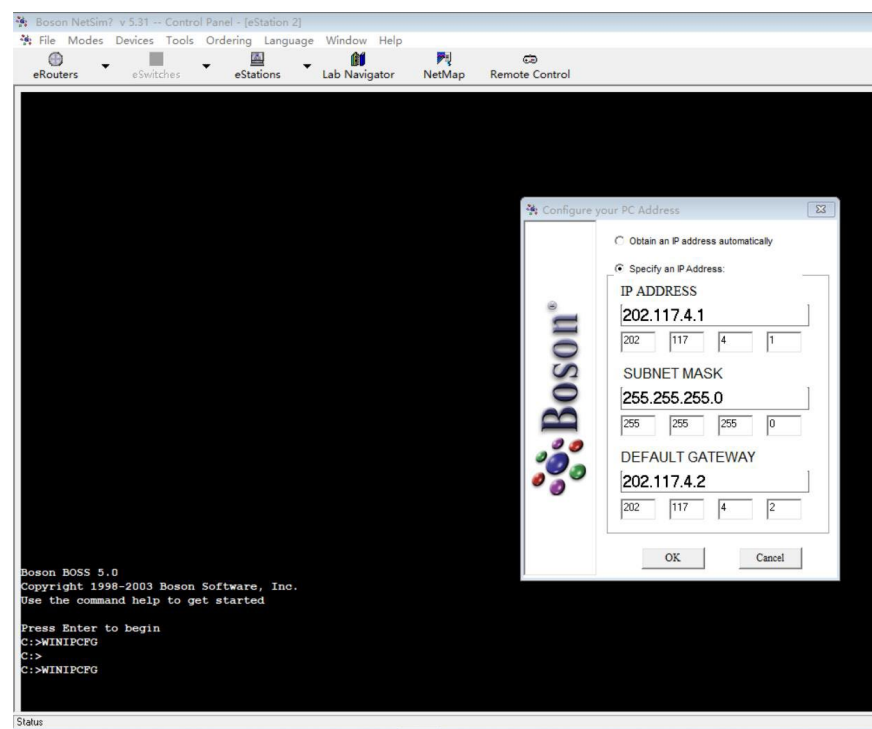 Boson NetSim? v 5.31 -- Control Panel - [eStation 2]
File Modes Devices Tools Ordering Language Window Help
eRouters eSwitches eStations Lab Navigator NetMap Remote Control
Configure your PC Address
Obtain an IP address automatically
Specify an IP Address:
IP ADDRESS
202.117.4.1
202 117 4 1
SUBNET MASK
255.255.255.0
255 255 255 0
DEFAULT GATEWAY
202.117.4.2
202 117 4 2
OK Cancel
Boson®
Boson BOSS 5.0
Copyright 1998-2003 Boson Software, Inc.
Use the command help to get started
Press Enter to begin
C:>WINIPCFG
C:>
C:>WINIPCFG
Status